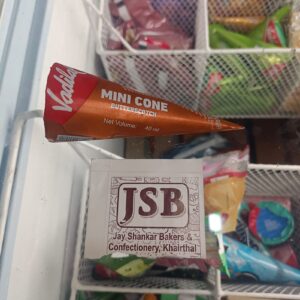 Vadilal
MINI CONE
BUTTERSCOTCH
Net Volume: 40 ml
JSB
Jay Shankar Bakers &
Confectionery, Khairthal